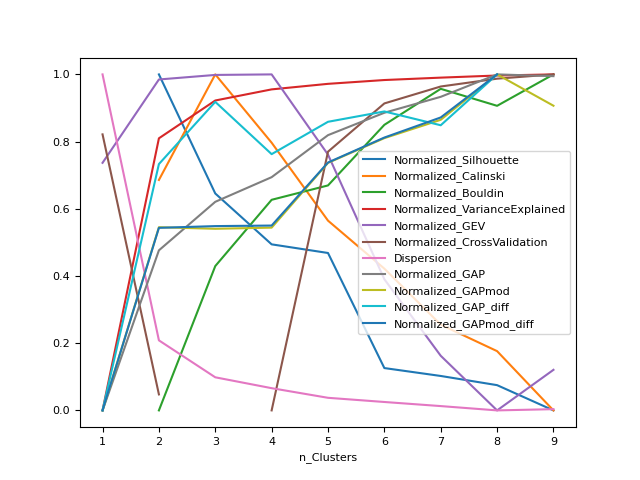 1.0
0.8
0.6
0.4
0.2
0.0
Normalized_Silhouette
Normalized_Calinski
Normalized_Bouldin
Normalized_VarianceExplained
Normalized_GEV
Normalized_CrossValidation
Dispersion
Normalized_GAP
Normalized_GAPmod
Normalized_GAP_diff
Normalized_GAPmod_diff
1 2 3 4 5 6 7 8 9
n_Clusters